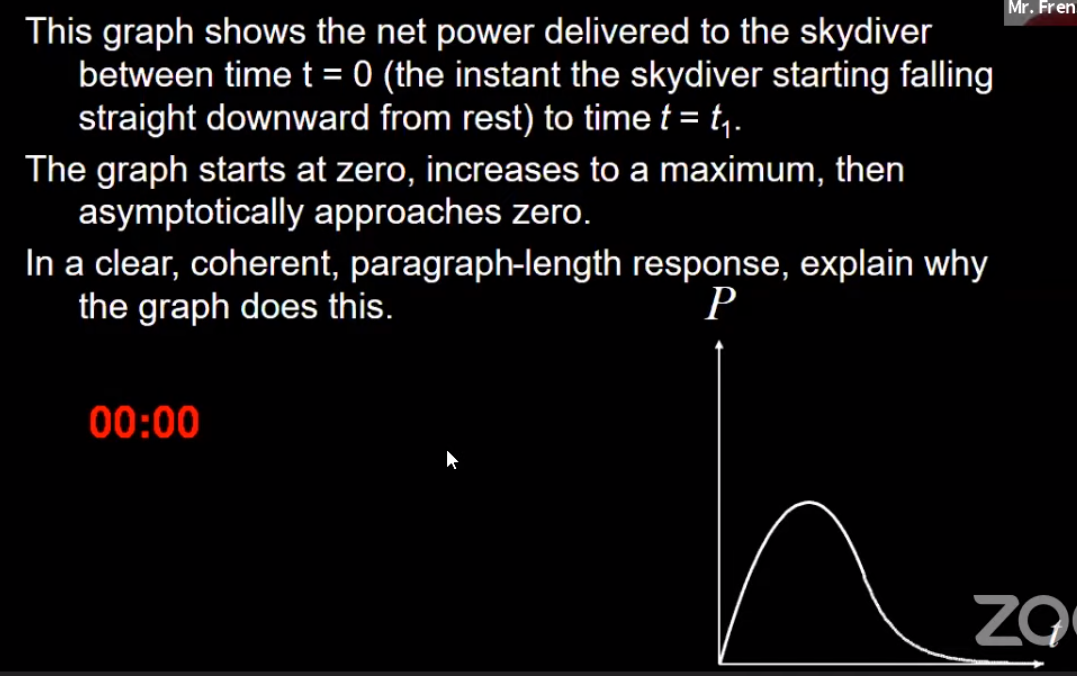 Mr. Fren
This graph shows the net power delivered to the skydiver
between time t = 0 (the instant the skydiver starting falling
straight downward from rest) to time t = t₁.
The graph starts at zero, increases to a maximum, then
asymptotically approaches zero.
In a clear, coherent, paragraph-length response, explain why
the graph does this.
P
00:00
ZO
t